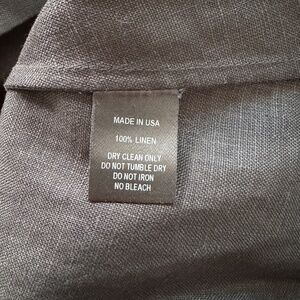 MADE IN USA
100% LINEN
DRY CLEAN ONLY
DO NOT TUMBLE DRY
DO NOT IRON
NO BLEACH